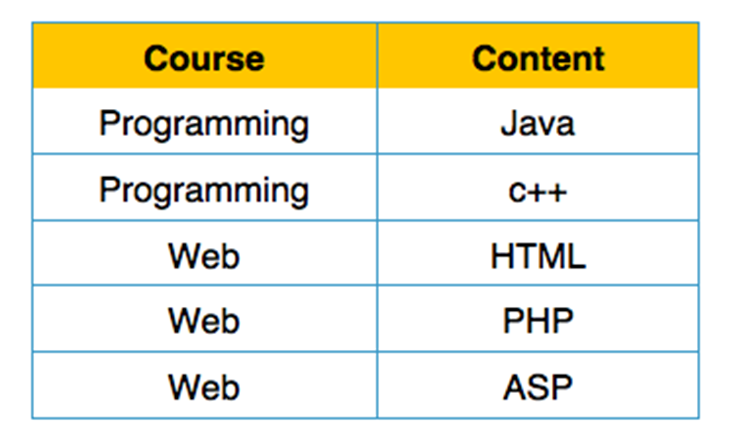 Course Content
Programming Java
Programming c++
Web HTML
Web PHP
Web ASP